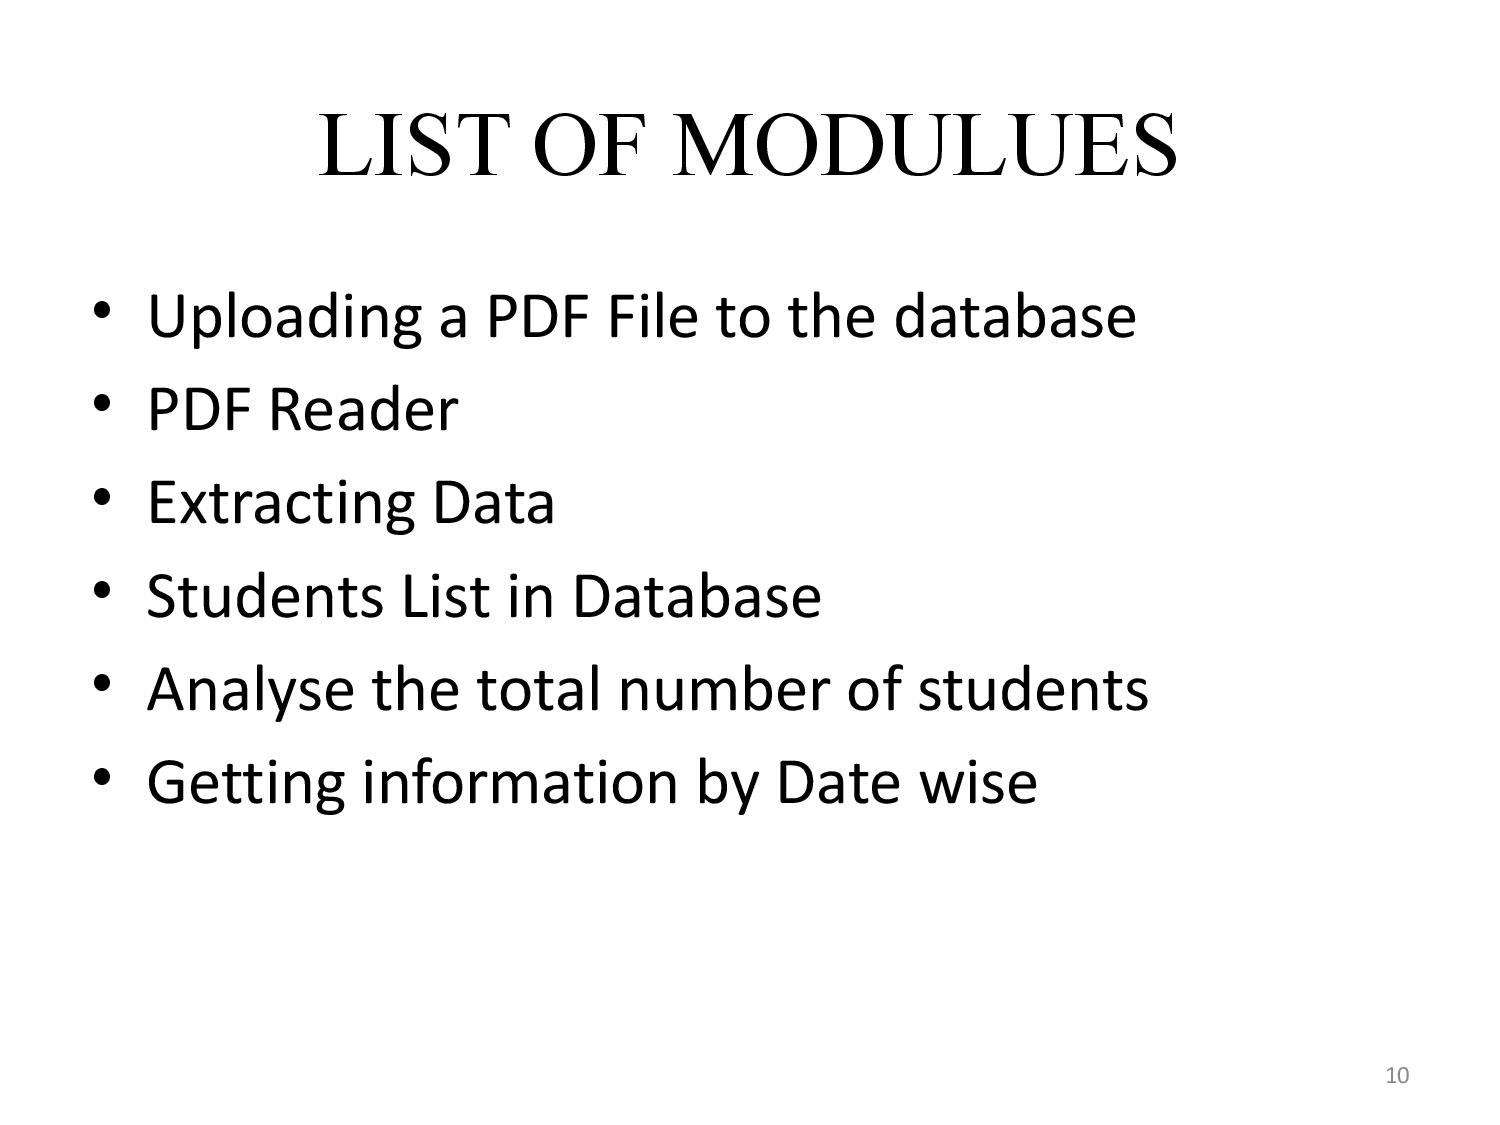 LIST OF MODULUES
• Uploading a PDF File to the database
• PDF Reader
• Extracting Data
• Students List in Database
• Analyse the total number of students
• Getting information by Date wise
10